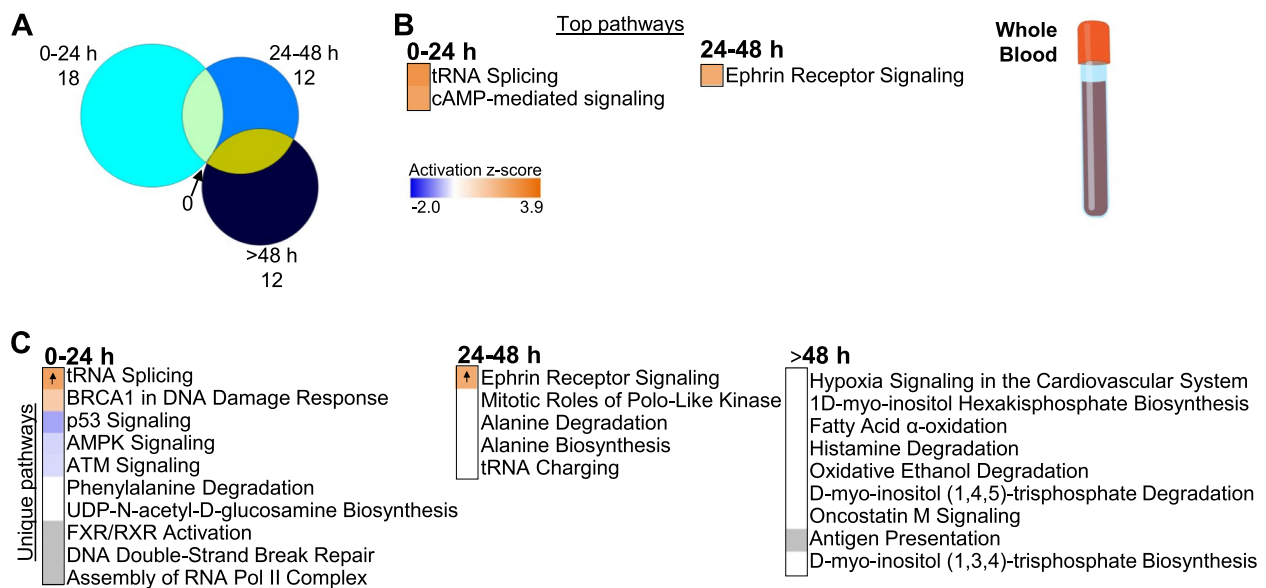 A
0-24 h
18
24-48 h
12
0
>48 h
12
B
Top pathways
0-24 h
tRNA Splicing
cAMP-mediated signaling
24-48 h
Ephrin Receptor Signaling
Activation z-score
-2.0
3.9
Whole
Blood
C
Unique pathways
0-24 h
tRNA Splicing
BRCA1 in DNA Damage Response
p53 Signaling
AMPK Signaling
ATM Signaling
Phenylalanine Degradation
UDP-N-acetyl-D-glucosamine Biosynthesis
FXR/RXR Activation
DNA Double-Strand Break Repair
Assembly of RNA Pol II Complex
24-48 h
Ephrin Receptor Signaling
Mitotic Roles of Polo-Like Kinase
Alanine Degradation
Alanine Biosynthesis
tRNA Charging
>48 h
Hypoxia Signaling in the Cardiovascular System
1D-myo-inositol Hexakisphosphate Biosynthesis
Fatty Acid α-oxidation
Histamine Degradation
Oxidative Ethanol Degradation
D-myo-inositol (1,4,5)-trisphosphate Degradation
Oncostatin M Signaling
Antigen Presentation
D-myo-inositol (1,3,4)-trisphosphate Biosynthesis